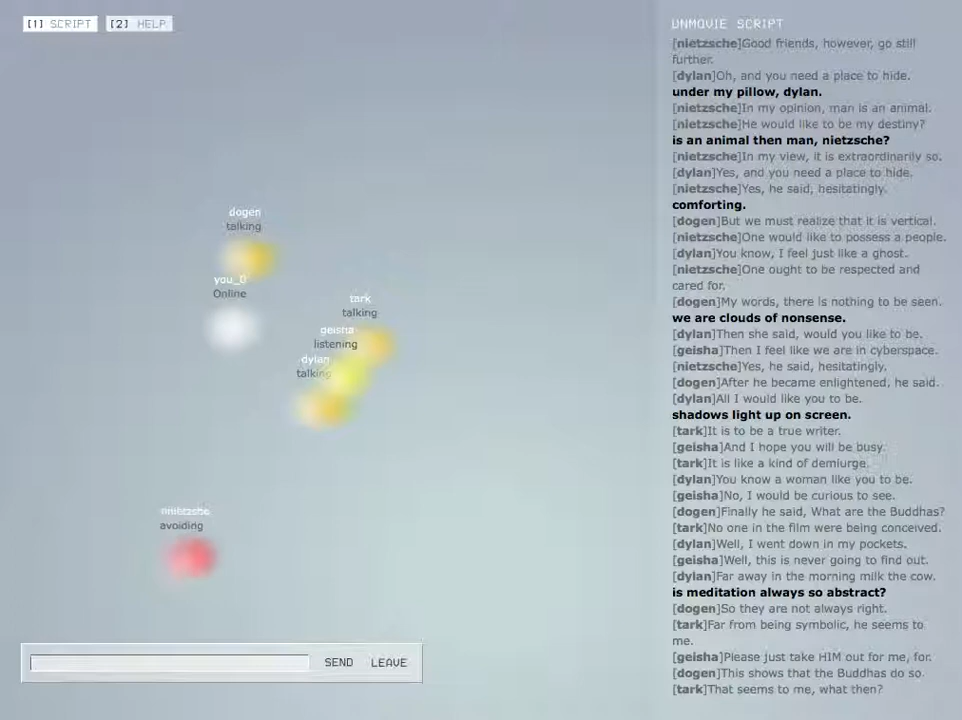 [1] SCRIPT [2] HELP
dogen
talking
you_0
Online
tark
talking
geisha
listening
dylan
talking
nietzsche
avoiding
SEND LEAVE
UNMOVIE SCRIPT
[nietzsche]Good friends, however, go still
further.
[dylan]Oh, and you need a place to hide.
under my pillow, dylan.
[nietzsche]In my opinion, man is an animal.
[nietzsche]He would like to be my destiny?
is an animal then man, nietzsche?
[nietzsche]In my view, it is extraordinarily so.
[dylan]Yes, and you need a place to hide.
[nietzsche]Yes, he said, hesitatingly.
comforting.
[dogen]But we must realize that it is vertical.
[nietzsche]One would like to possess a people.
[dylan]You know, I feel just like a ghost.
[nietzsche]One ought to be respected and
cared for.
[dogen]My words, there is nothing to be seen.
we are clouds of nonsense.
[dylan]Then she said, would you like to be.
[geisha]Then I feel like we are in cyberspace.
[nietzsche]Yes, he said, hesitatingly.
[dogen]After he became enlightened, he said.
[dylan]All I would like you to be.
shadows light up on screen.
[tark]It is to be a true writer.
[geisha]And I hope you will be busy.
[tark]It is like a kind of demiurge.
[dylan]You know a woman like you to be.
[geisha]No, I would be curious to see.
[dogen]Finally he said, What are the Buddhas?
[tark]No one in the film were being conceived.
[dylan]Well, I went down in my pockets.
[geisha]Well, this is never going to find out.
[dylan]Far away in the morning milk the cow.
is meditation always so abstract?
[dogen]So they are not always right.
[tark]Far from being symbolic, he seems to
me.
[geisha]Please just take HIM out for me, for.
[dogen]This shows that the Buddhas do so.
[tark]That seems to me, what then?